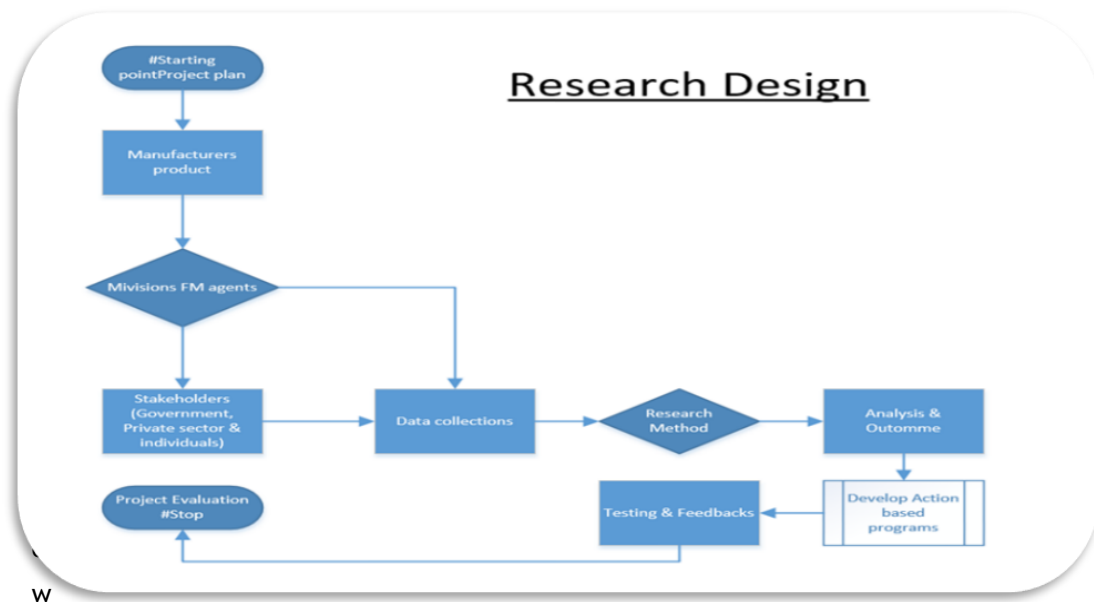 #Starting
pointProject plan
Research Design
Manufacturers
product
Mivisions FM agents
Stakeholders
(Government,
Private sector &
individuals)
Data collections
Research
Method
Analysis &
Outomme
Develop Action
based
programs
Testing & Feedbacks
Project Evaluation
#Stop
w